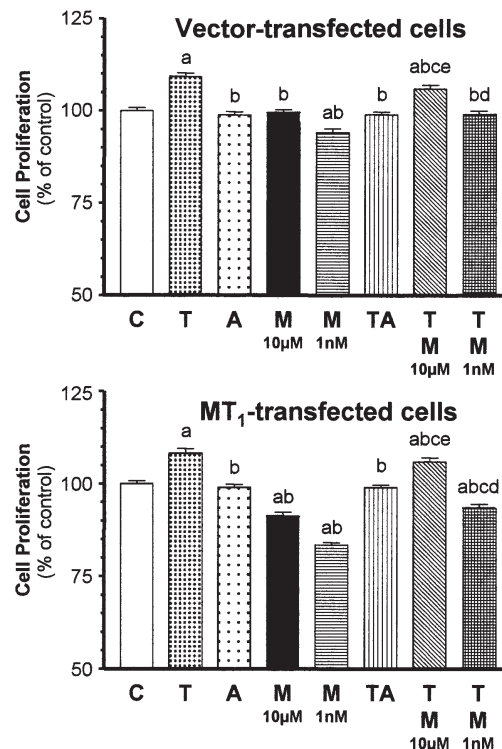 Vector-transfected cells
Cell Proliferation
(% of control)
125
100
75
50
a
b
b
ab
b
abce
bd
C T A M M TA T T
M M
10µM 1nM
10µM 1nM
MT1-transfected cells
Cell Proliferation
(% of control)
125
100
75
50
a
b
ab
ab
b
abce
abcd
C T A M M TA T T
10µM 1nM M M
10µM 1nM